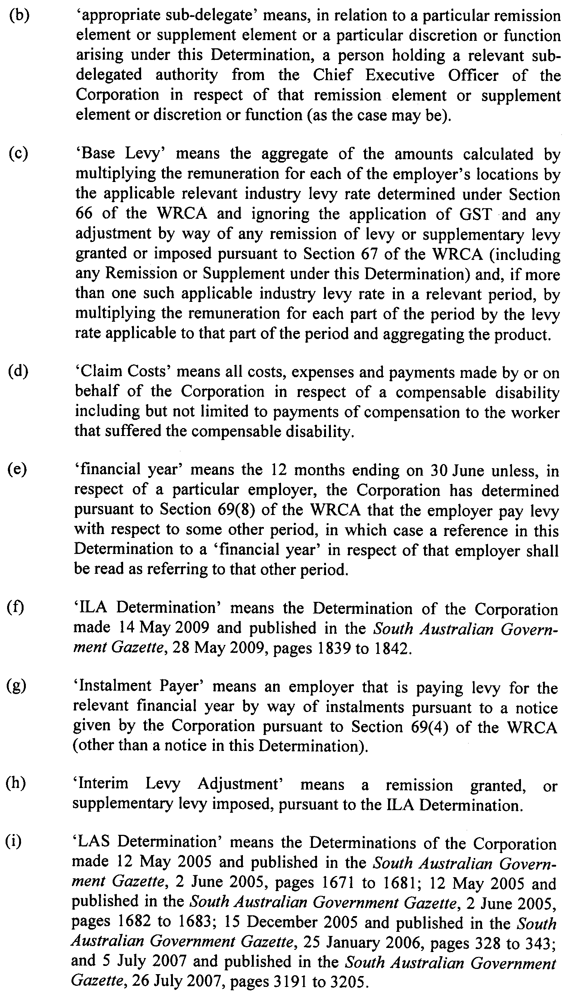 (b) ‘appropriate sub-delegate’ means, in relation to a particular remission
element or supplement element or a particular discretion or function
arising under this Determination, a person holding a relevant sub-
delegated authority from the Chief Executive Officer of the
Corporation in respect of that remission element or supplement
element or discretion or function (as the case may be).
(c) ‘Base Levy’ means the aggregate of the amounts calculated by
multiplying the remuneration for each of the employer’s locations by
the applicable relevant industry levy rate determined under Section
66 of the WRCA and ignoring the application of GST and any
adjustment by way of any remission of levy or supplementary levy
granted or imposed pursuant to Section 67 of the WRCA (including
any Remission or Supplement under this Determination) and, if more
than one such applicable industry levy rate in a relevant period, by
multiplying the remuneration for each part of the period by the levy
rate applicable to that part of the period and aggregating the product.
(d) ‘Claim Costs’ means all costs, expenses and payments made by or on
behalf of the Corporation in respect of a compensable disability
including but not limited to payments of compensation to the worker
that suffered the compensable disability.
(e) ‘financial year’ means the 12 months ending on 30 June unless, in
respect of a particular employer, the Corporation has determined
pursuant to Section 69(8) of the WRCA that the employer pay levy
with respect to some other period, in which case a reference in this
Determination to a ‘financial year’ in respect of that employer shall
be read as referring to that other period.
(f) ‘ILA Determination’ means the Determination of the Corporation
made 14 May 2009 and published in the South Australian Govern-
ment Gazette, 28 May 2009, pages 1839 to 1842.
(g) ‘Instalment Payer’ means an employer that is paying levy for the
relevant financial year by way of instalments pursuant to a notice
given by the Corporation pursuant to Section 69(4) of the WRCA
(other than a notice in this Determination).
(h) ‘Interim Levy Adjustment’ means a remission granted, or
supplementary levy imposed, pursuant to the ILA Determination.
(i) ‘LAS Determination’ means the Determinations of the Corporation
made 12 May 2005 and published in the South Australian Govern-
ment Gazette, 2 June 2005, pages 1671 to 1681; 12 May 2005 and
published in the South Australian Government Gazette, 2 June 2005,
pages 1682 to 1683; 15 December 2005 and published in the South
Australian Government Gazette, 25 January 2006, pages 328 to 343;
and 5 July 2007 and published in the South Australian Government
Gazette, 26 July 2007, pages 3191 to 3205.